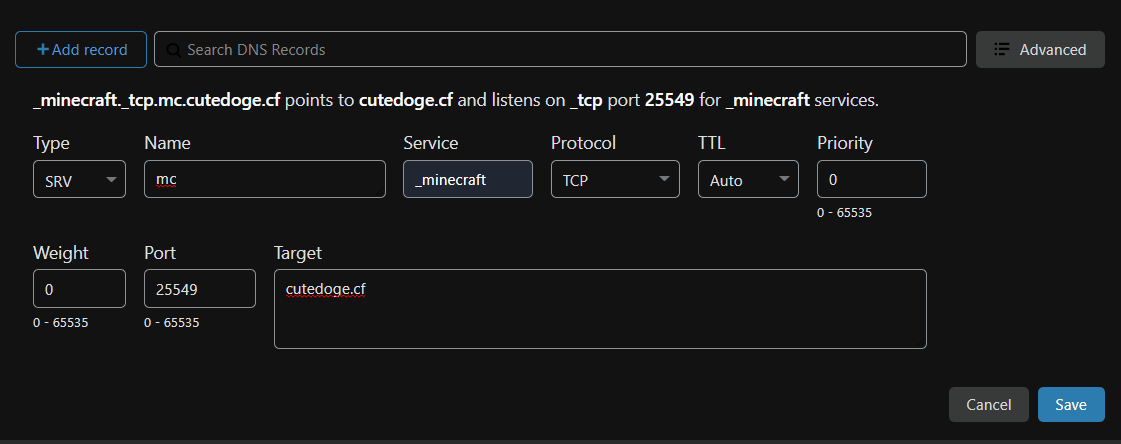 +Add record Search DNS Records Advanced
_minecraft._tcp.mc.cutedoge.cf points to cutedoge.cf and listens on _tcp port 25549 for _minecraft services.
Type Name Service Protocol TTL Priority
SRV mc _minecraft TCP Auto 0
0 - 65535
Weight Port Target
0 25549 cutedoge.cf
0 - 65535 0 - 65535
Cancel Save